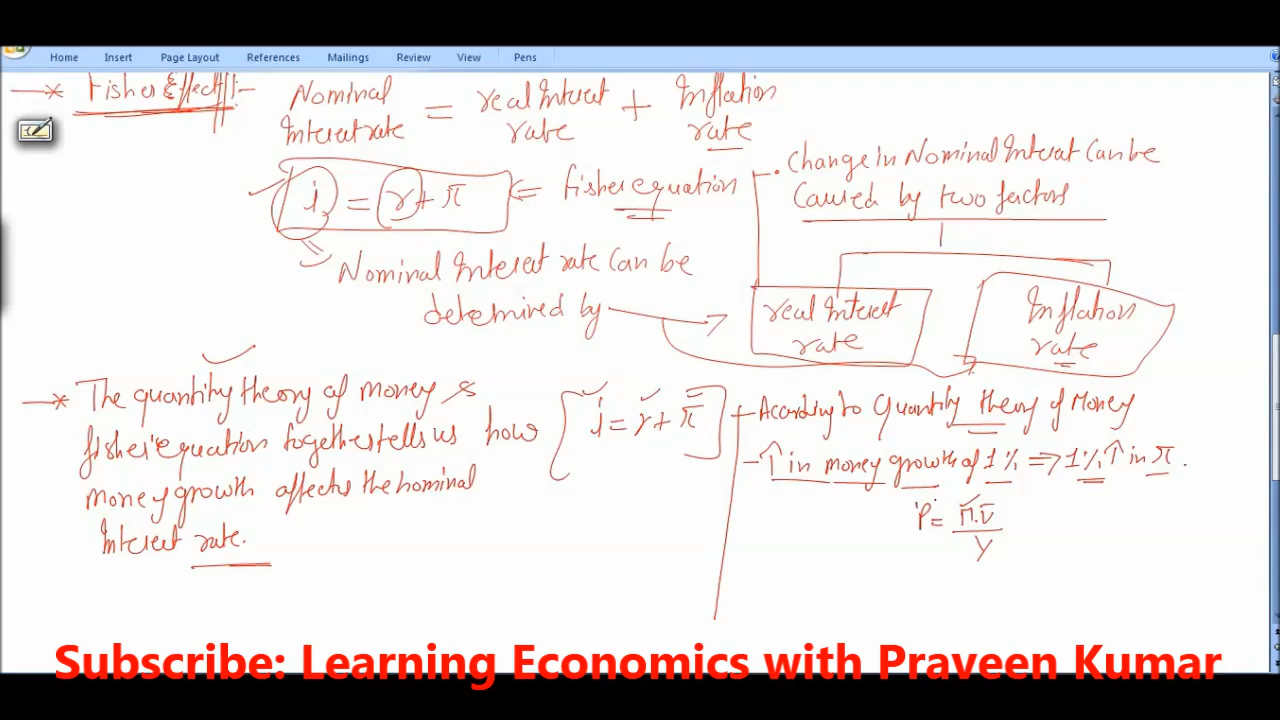 Home Insert Page Layout References Mailings Review View Pens
* Fisher Effect :- Nominal Interest rate = real Interest rate + Inflation rate
i = r + π ⇐ fisher equation
Nominal Interest rate Can be
determined by
• Change in Nominal Interest Can be
Caused by two factors
real Interest
rate
Inflation
rate
* The quantity theory of money &
fisher equation together tells us how
money growth affects the nominal
Interest rate.
i = r + π
- According to Quantity theory of Money
- ↑ in money growth of 1% ⇒ 1% ↑ in π.
P = M.V̄
Y
Subscribe: Learning Economics with Praveen Kumar